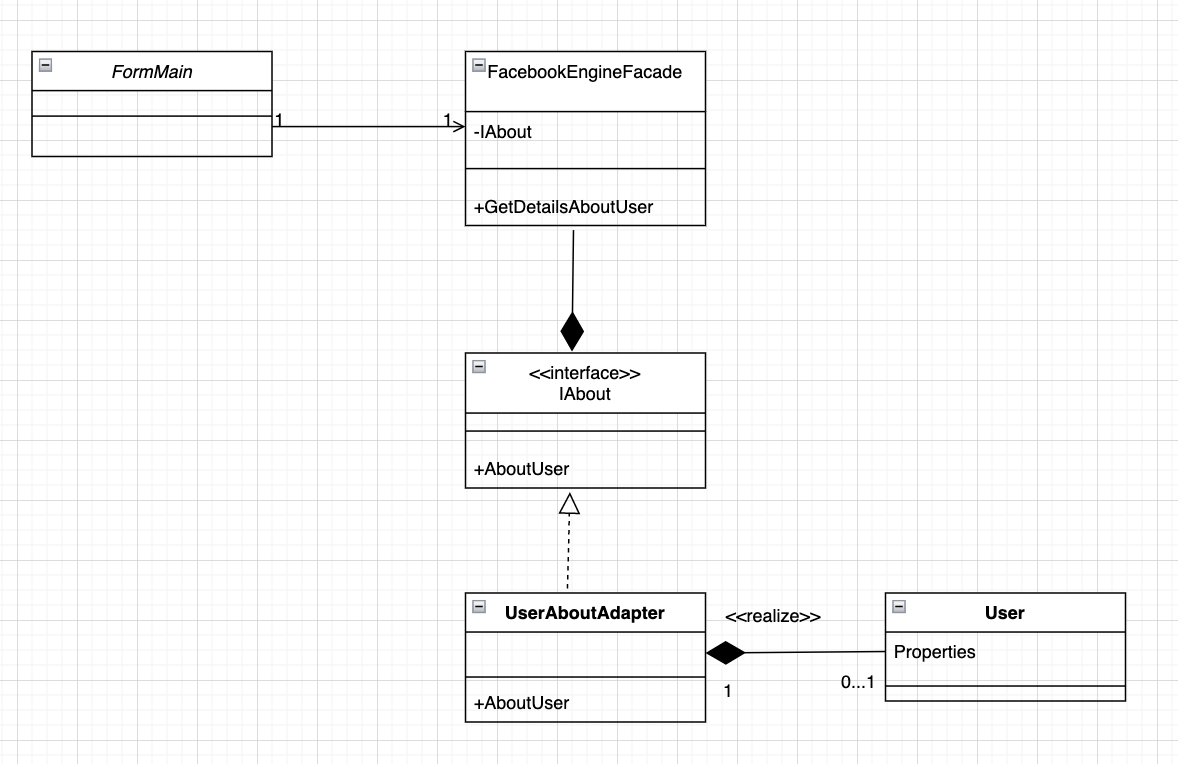 FormMain
1
1
FacebookEngineFacade
-IAbout
+GetDetailsAboutUser
<<interface>>
IAbout
+AboutUser
UserAboutAdapter
+AboutUser
<<realize>>
1
0...1
User
Properties